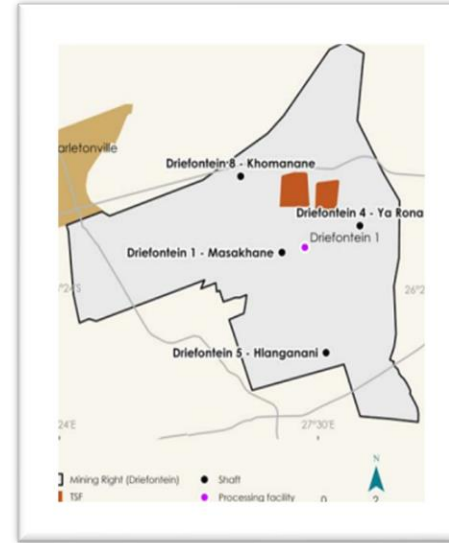 arletonville
Driefontein 8 - Khomanane
Driefontein 4 - Ya Rona
Driefontein 1
Driefontein 1 - Masakhane
°24'S
26°2
Driefontein 5 - Hlanganani
24'E
27°30'E
N
Mining Right (Driefontein)
Shaft
TSF
Processing facility
0
2